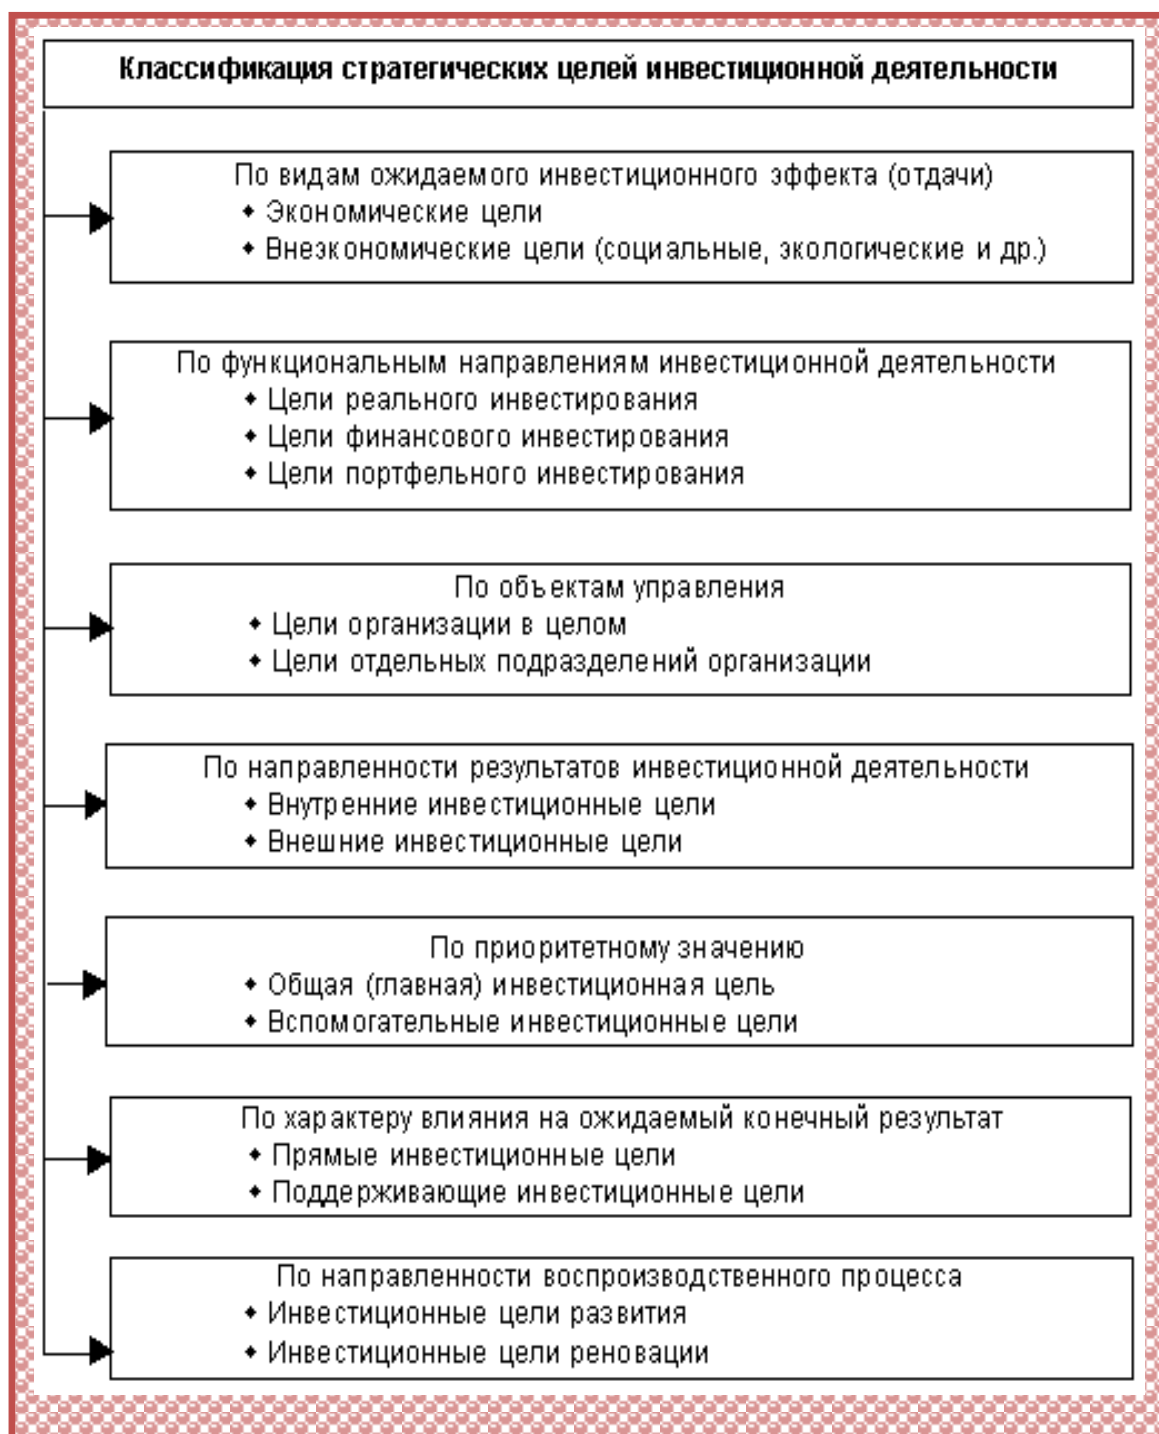 Классификация стратегических целей инвестиционной деятельности
По видам ожидаемого инвестиционного эффекта (отдачи)
♦ Экономические цели
♦ Внеэкономические цели (социальные, экологические и др.)
По функциональным направлениям инвестиционной деятельности
♦ Цели реального инвестирования
♦ Цели финансового инвестирования
♦ Цели портфельного инвестирования
По объектам управления
♦ Цели организации в целом
♦ Цели отдельных подразделений организации
По направленности результатов инвестиционной деятельности
♦ Внутренние инвестиционные цели
♦ Внешние инвестиционные цели
По приоритетному значению
♦ Общая (главная) инвестиционная цель
♦ Вспомогательные инвестиционные цели
По характеру влияния на ожидаемый конечный результат
♦ Прямые инвестиционные цели
♦ Поддерживающие инвестиционные цели
По направленности воспроизводственного процесса
♦ Инвестиционные цели развития
♦ Инвестиционные цели реновации